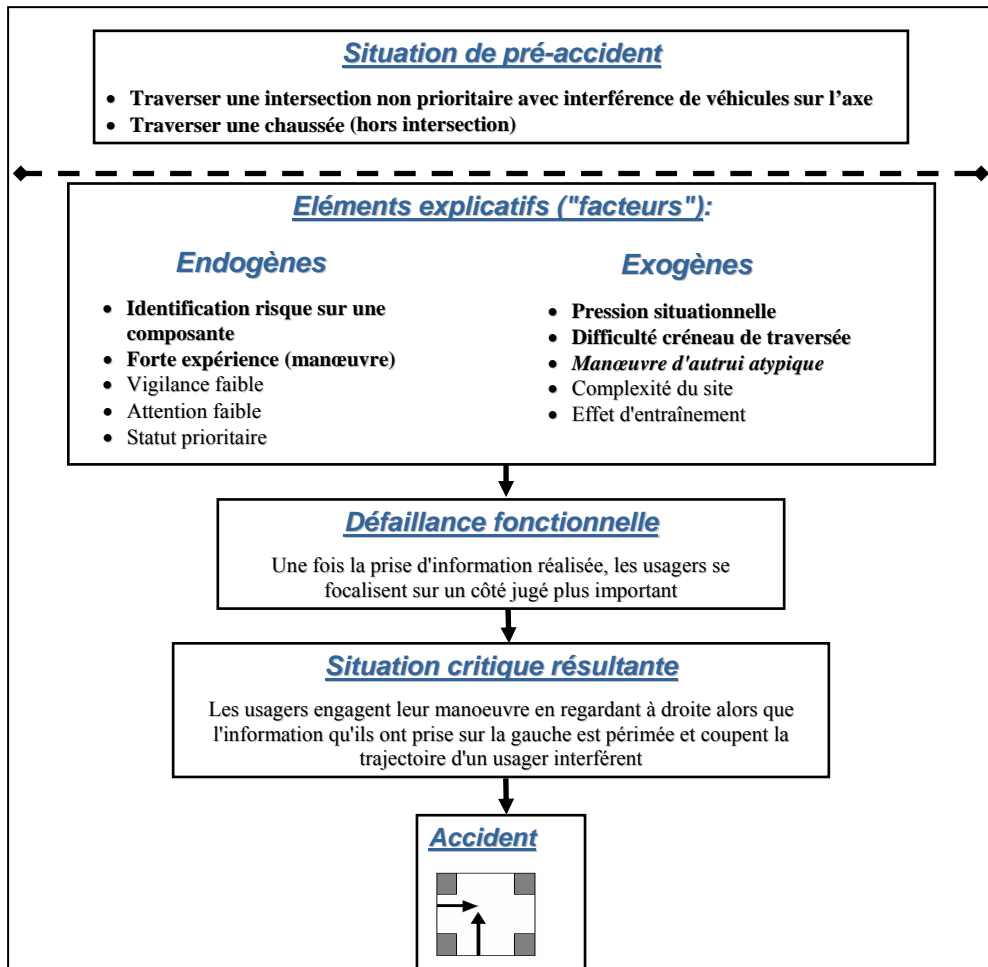 Situation de pré-accident
• Traverser une intersection non prioritaire avec interférence de véhicules sur l'axe
• Traverser une chaussée (hors intersection)
Eléments explicatifs ("facteurs"):
Endogènes
• Identification risque sur une
composante
• Forte expérience (manœuvre)
• Vigilance faible
• Attention faible
• Statut prioritaire
Exogènes
• Pression situationnelle
• Difficulté créneau de traversée
• Manœuvre d'autrui atypique
• Complexité du site
• Effet d'entraînement
Défaillance fonctionnelle
Une fois la prise d'information réalisée, les usagers se
focalisent sur un côté jugé plus important
Situation critique résultante
Les usagers engagent leur manoeuvre en regardant à droite alors que
l'information qu'ils ont prise sur la gauche est périmée et coupent la
trajectoire d'un usager interférent
Accident